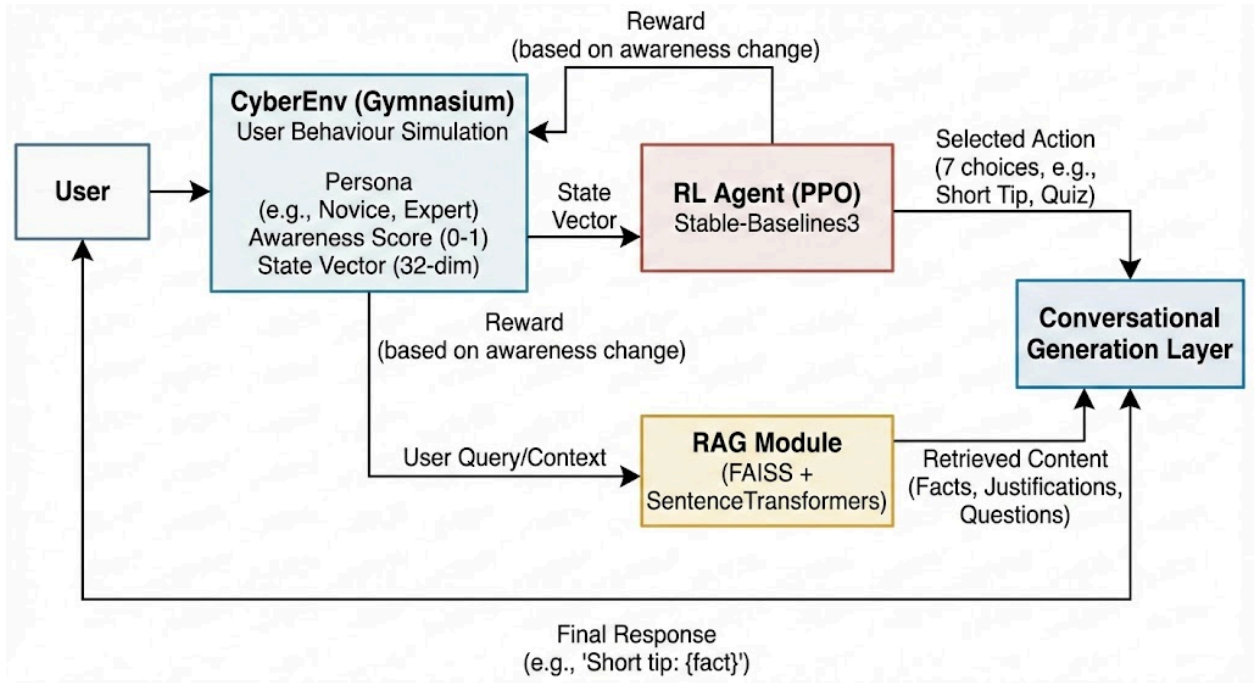 Reward
(based on awareness change)
CyberEnv (Gymnasium)
User Behaviour Simulation
Persona
(e.g., Novice, Expert)
Awareness Score (0-1)
State Vector (32-dim)
User
State
Vector
RL Agent (PPO)
Stable-Baselines3
Selected Action
(7 choices, e.g.,
Short Tip, Quiz)
Conversational
Generation Layer
Reward
(based on awareness change)
User Query/Context
RAG Module
(FAISS +
SentenceTransformers)
Retrieved Content
(Facts, Justifications,
Questions)
Final Response
(e.g., 'Short tip: {fact}')